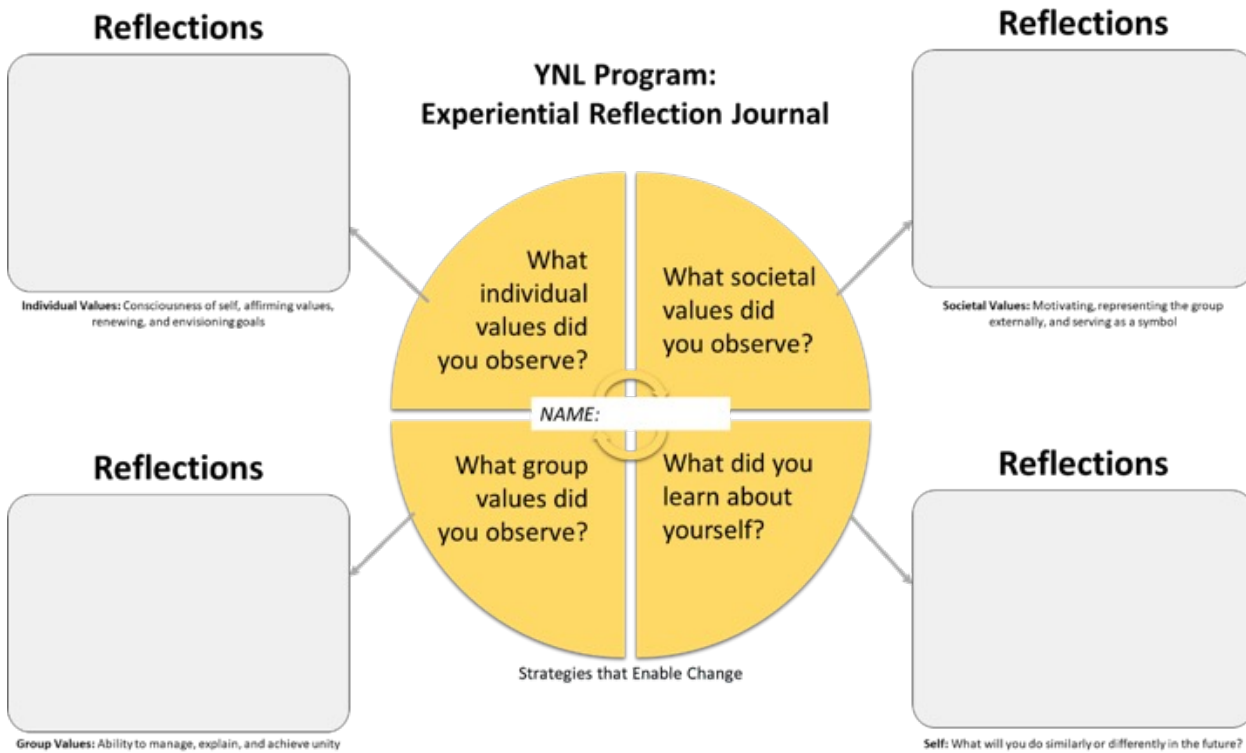 Reflections
Individual Values: Consciousness of self, affirming values,
renewing, and envisioning goals
YNL Program:
Experiential Reflection Journal
Reflections
Societal Values: Motivating, representing the group
externally, and serving as a symbol
What
individual
values did
you observe?
What societal
values did
you observe?
NAME:
What group
values did
you observe?
What did you
learn about
yourself?
Strategies that Enable Change
Reflections
Group Values: Ability to manage, explain, and achieve unity
Reflections
Self: What will you do similarly or differently in the future?